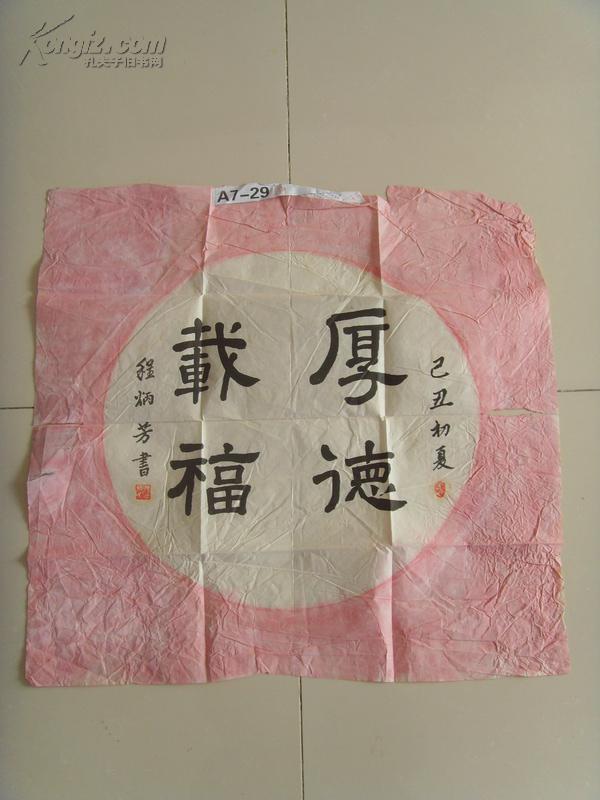 Kongfz.com
孔夫子旧书网
A7-29
己丑初夏
厚德
載福
程炳芳書